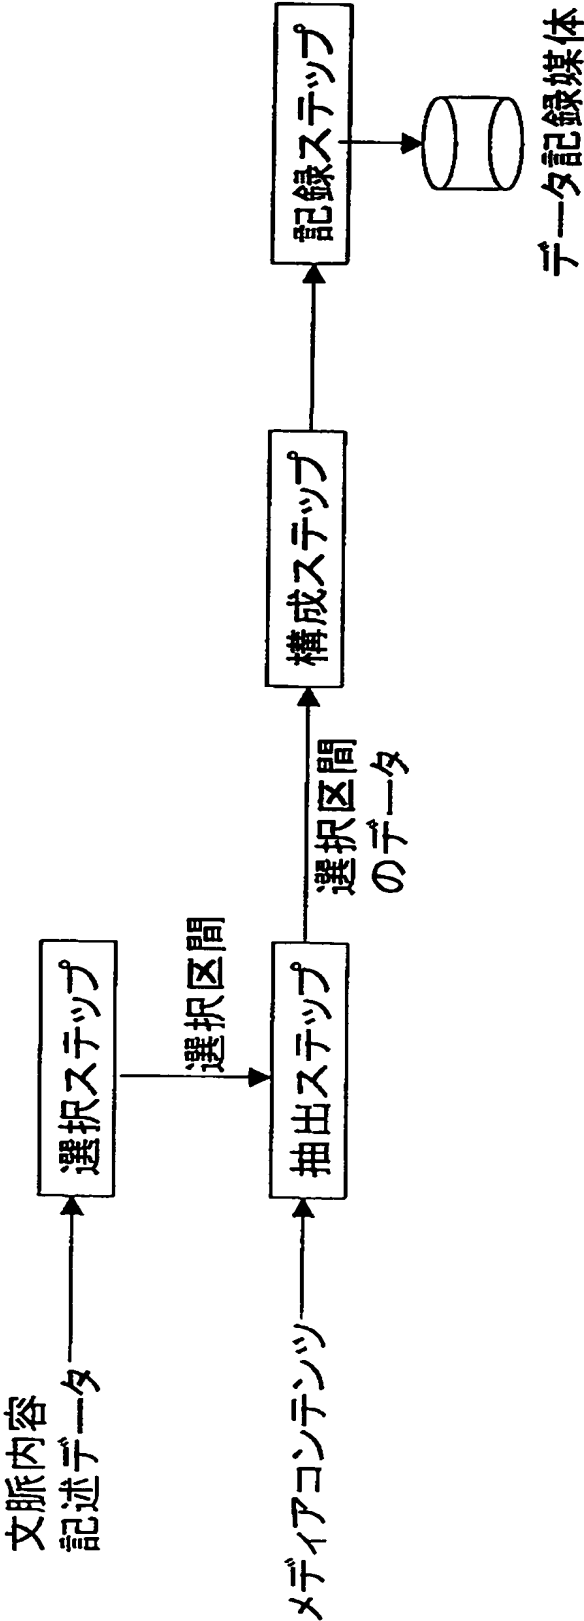 文脈内容
記述データ
選択ステップ
選択区間
メディアコンテンツ
抽出ステップ
選択区間
のデータ
構成ステップ
記録ステップ
データ記録媒体